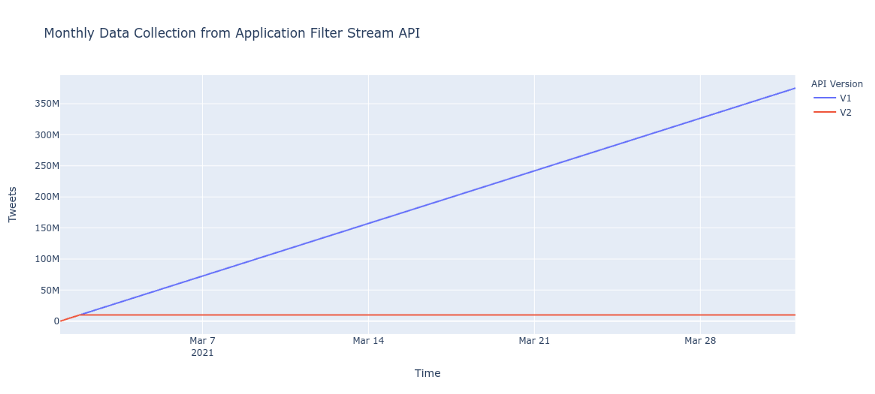 Monthly Data Collection from Application Filter Stream API
API Version
V1
V2
Tweets
350M
300M
250M
200M
150M
100M
50M
0
Mar 7
2021
Mar 14
Mar 21
Mar 28
Time